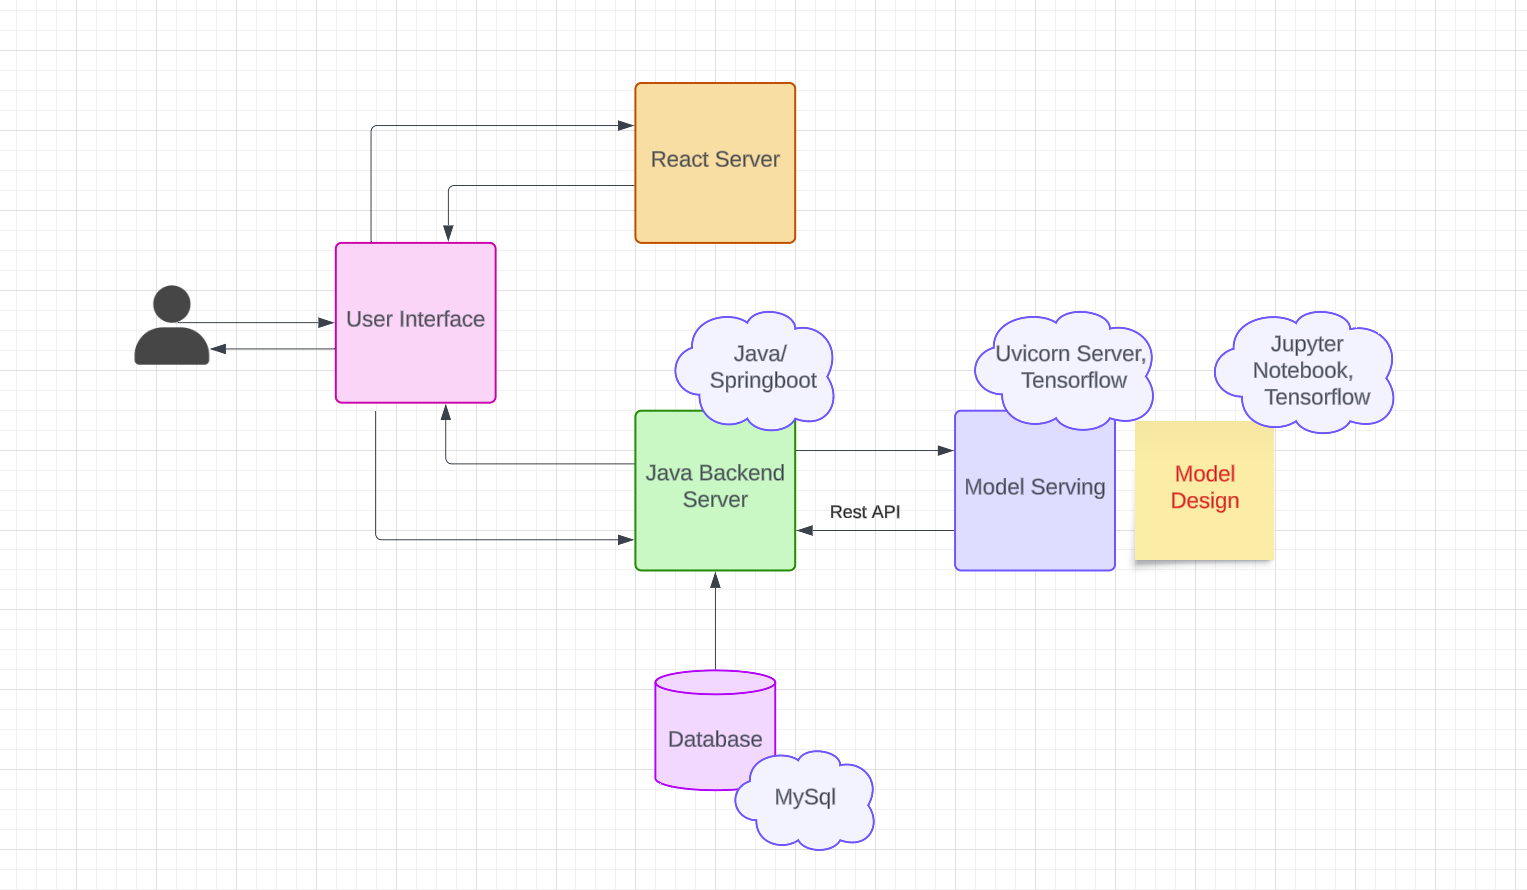 React Server
User Interface
Java/
Springboot
Uvicorn Server,
Tensorflow
Jupyter
Notebook,
Tensorflow
Java Backend
Server
Model Serving
Model
Design
Rest API
Database
MySql